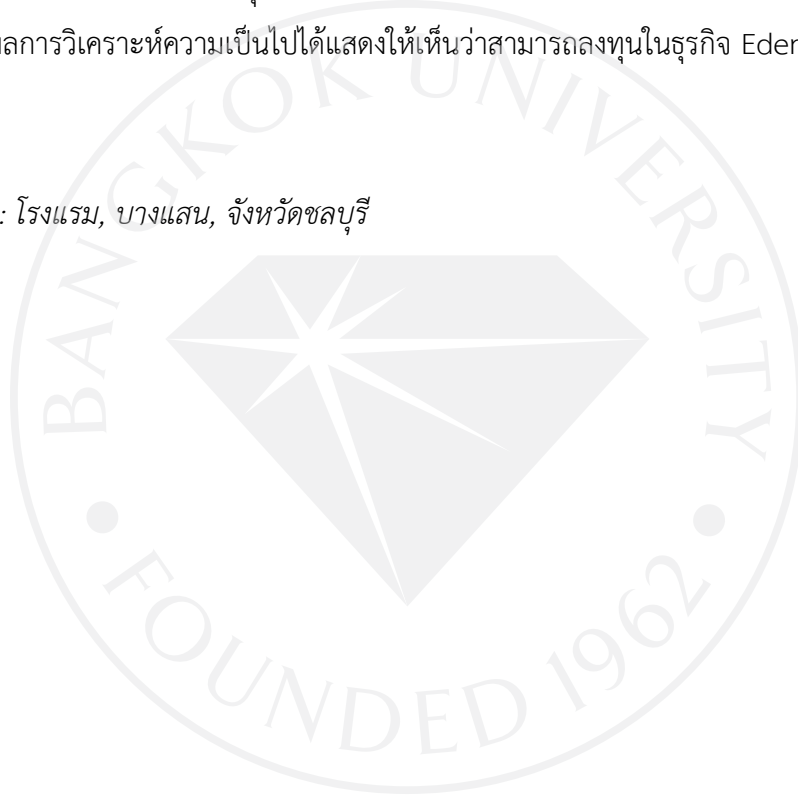 ลการวิเคราะห์ความเป็นไปได้แสดงให้เห็นว่าสามารถลงทุนในธุรกิจ Eden
: โรงแรม, บางแสน, จังหวัดชลบุรี
BANGKOK UNIVERSITY
FOUNDED 1962